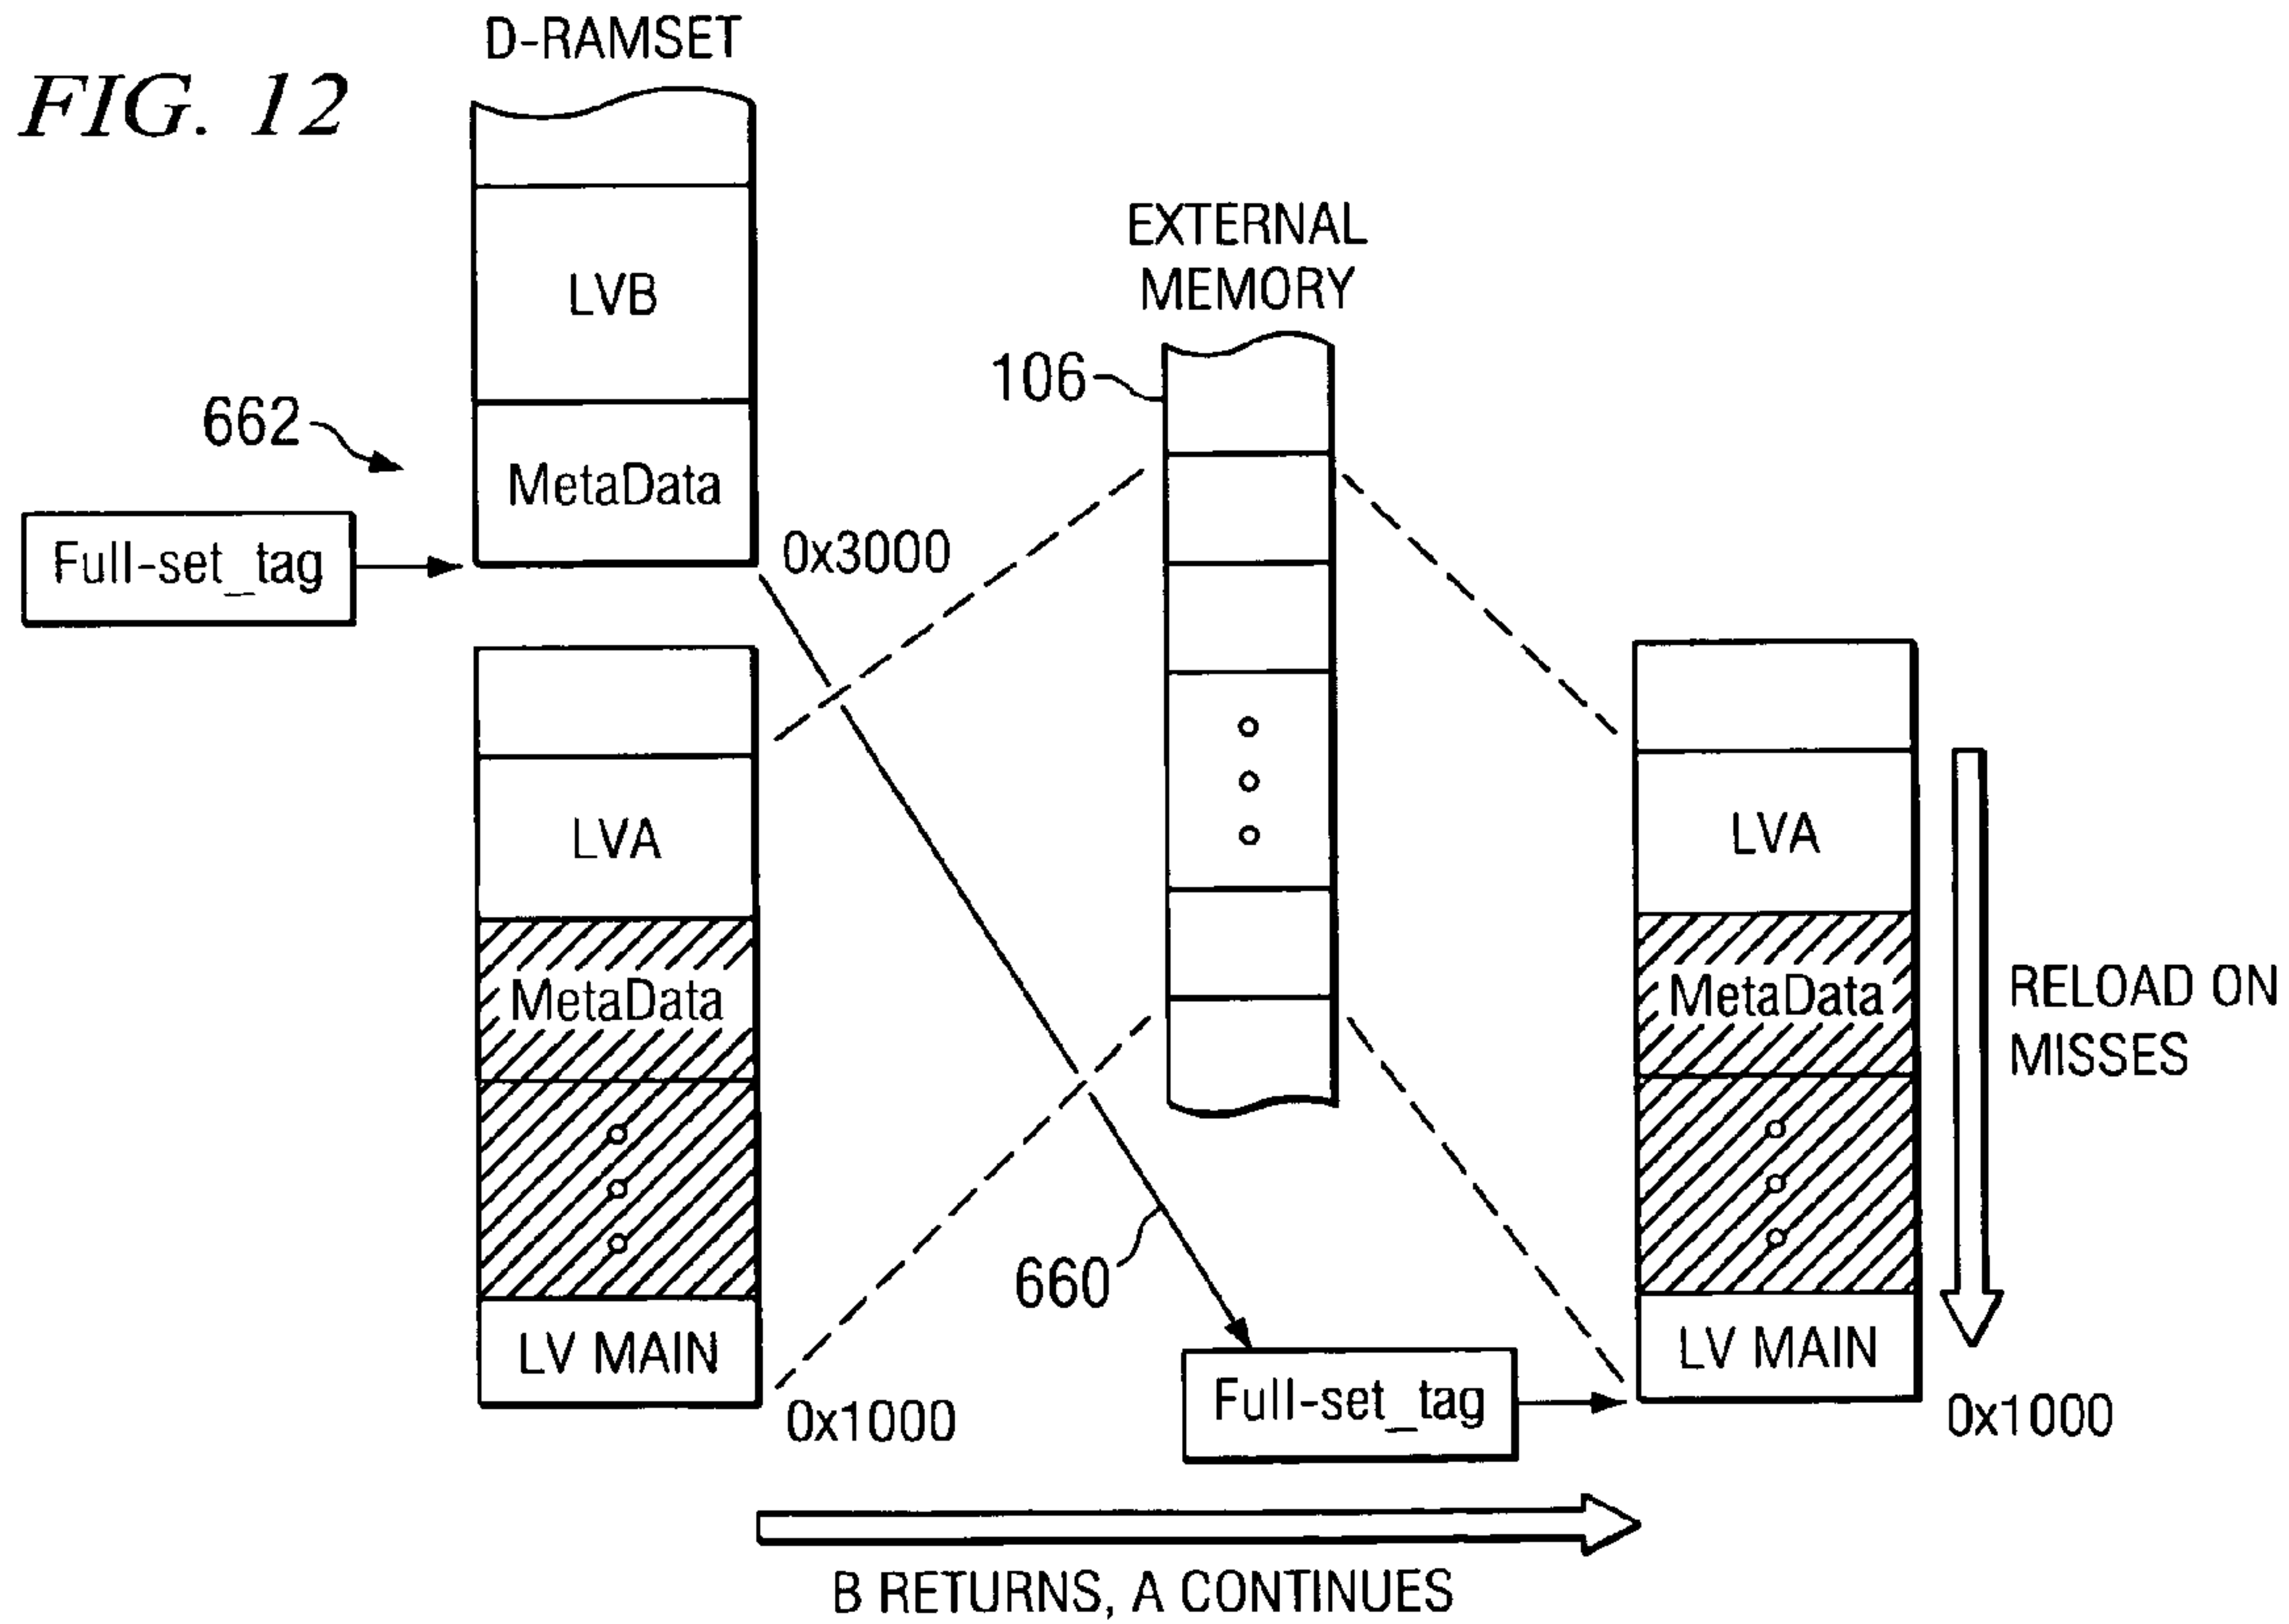 FIG. 12
D-RAMSET
LVB
MetaData
662
Full-set_tag
0x3000
EXTERNAL
MEMORY
106
LVA
MetaData
LV MAIN
0x1000
660
Full-set_tag
LVA
MetaData
LV MAIN
0x1000
RELOAD ON
MISSES
B RETURNS, A CONTINUES